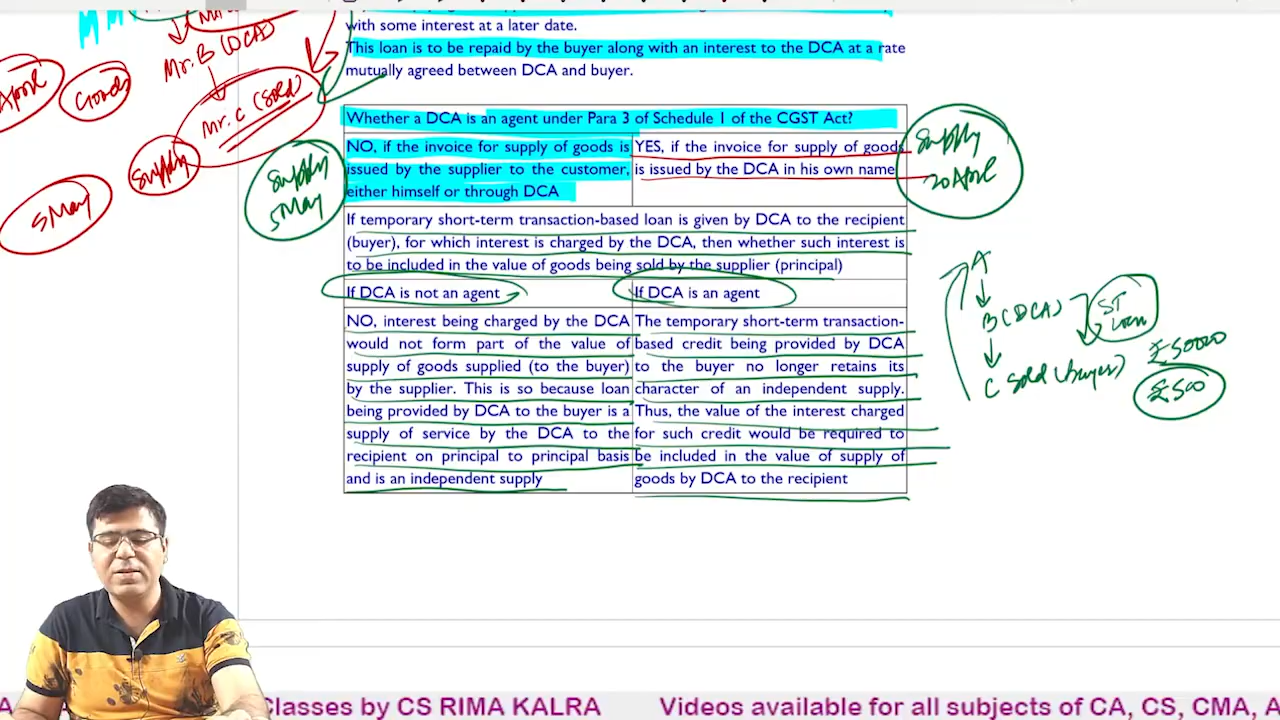 with some interest at a later date.
This loan is to be repaid by the buyer along with an interest to the DCA at a rate
mutually agreed between DCA and buyer.
Whether a DCA is an agent under Para 3 of Schedule 1 of the CGST Act?
NO, if the invoice for supply of goods is
issued by the supplier to the customer,
either himself or through DCA
YES, if the invoice for supply of goods
is issued by the DCA in his own name
If temporary short-term transaction-based loan is given by DCA to the recipient
(buyer), for which interest is charged by the DCA, then whether such interest is
to be included in the value of goods being sold by the supplier (principal)
If DCA is not an agent
If DCA is an agent
NO, interest being charged by the DCA
would not form part of the value of
supply of goods supplied (to the buyer)
by the supplier. This is so because loan
being provided by DCA to the buyer is a
supply of service by the DCA to the
recipient on principal to principal basis
and is an independent supply
The temporary short-term transaction-
based credit being provided by DCA
to the buyer no longer retains its
character of an independent supply.
Thus, the value of the interest charged
for such credit would be required to
be included in the value of supply of
goods by DCA to the recipient
Mr. B (DCA)
Mr. C (Sold)
April
Goods
Supply
5 May
Supply
5 May
Supply
20 April
A
B (DCA)
C Sold (buyer)
ST
Loan
₹50000
₹500
Classes by CS RIMA KALRA
Videos available for all subjects of CA, CS, CMA, A